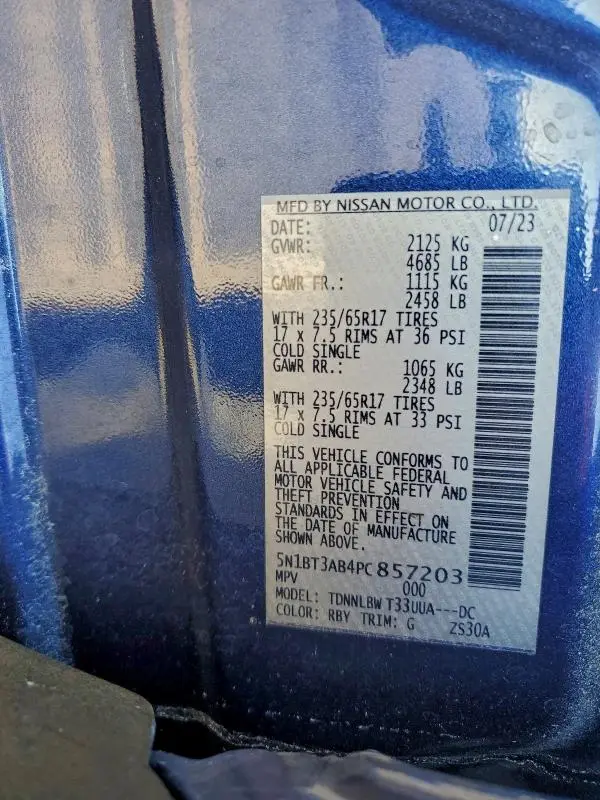 MFD BY NISSAN MOTOR CO., LTD.
DATE: 07/23
GVWR: 2125 KG
4685 LB
GAWR FR.: 1115 KG
2458 LB
WITH 235/65R17 TIRES
17 x 7.5 RIMS AT 36 PSI
COLD SINGLE
GAWR RR.: 1065 KG
2348 LB
WITH 235/65R17 TIRES
17 x 7.5 RIMS AT 33 PSI
COLD SINGLE
THIS VEHICLE CONFORMS TO
ALL APPLICABLE FEDERAL
MOTOR VEHICLE SAFETY AND
THEFT PREVENTION
STANDARDS IN EFFECT ON
THE DATE OF MANUFACTURE
SHOWN ABOVE.
5N1BT3AB4PC857203
MPV 000
MODEL: TDNNLBW T33UUA---DC
COLOR: RBY TRIM: G ZS30A